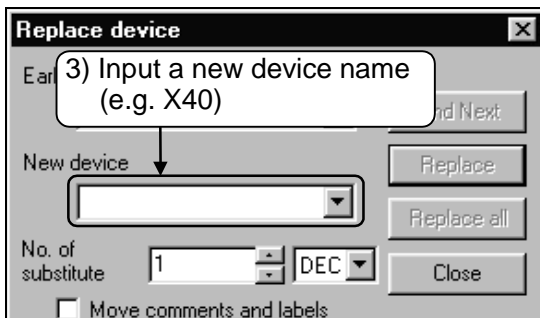 Replace device
3) Input a new device name
(e.g. X40)
Earl
nd Next
New device
Replace
Replace all
No. of
substitute
1
DEC
Close
Move comments and labels